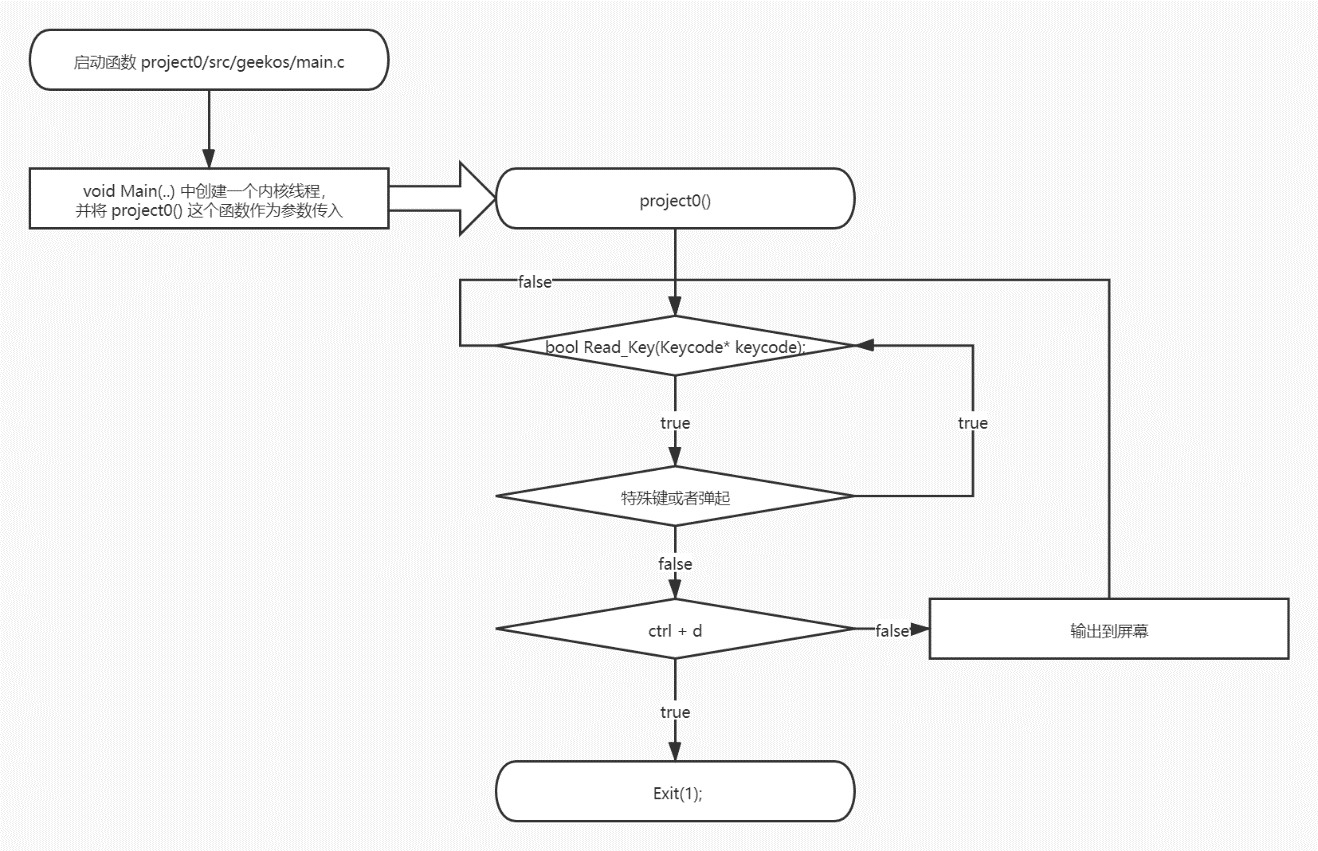 启动函数 project0/src/geekos/main.c
void Main(..) 中创建一个内核线程，
并将 project0() 这个函数作为参数传入
project0()
false
bool Read_Key(Keycode* keycode);
true
true
特殊键或者弹起
false
ctrl + d
false
输出到屏幕
true
Exit(1);